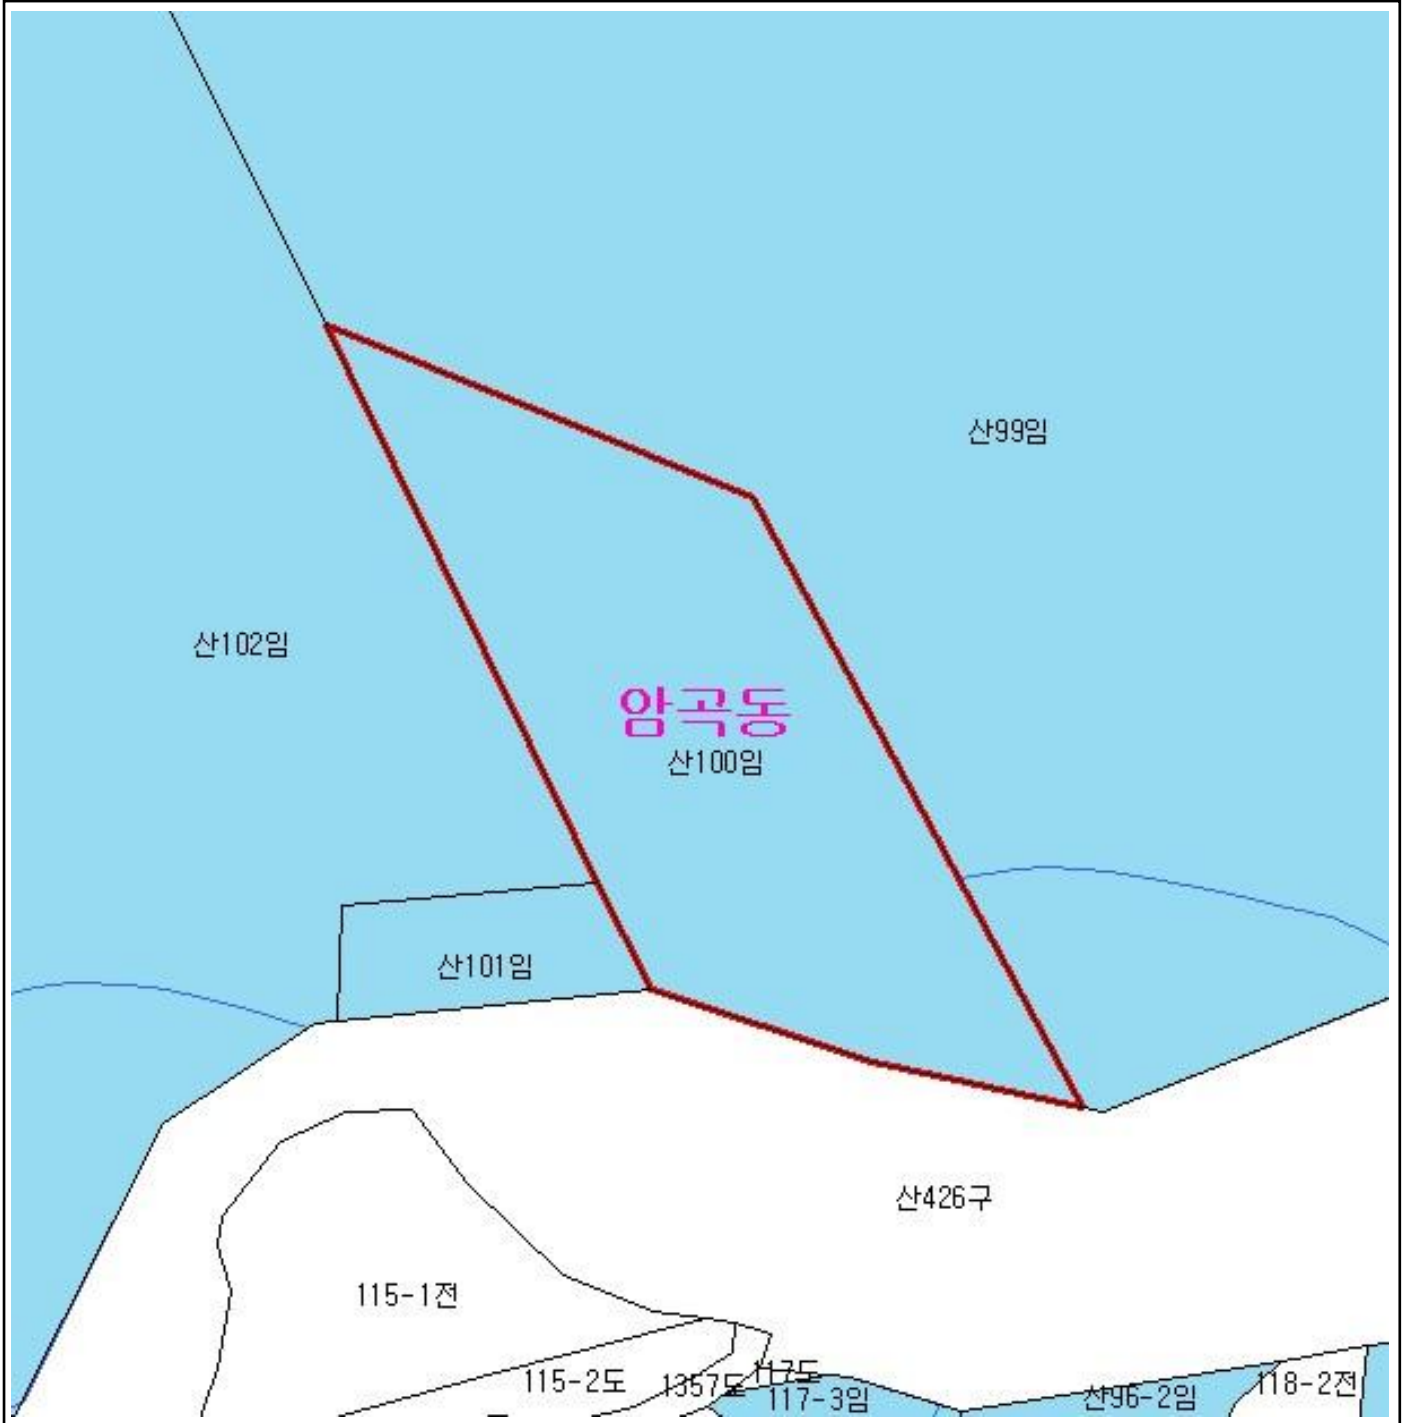 산99임
산102임
암곡동
산100임
산101임
산426구
115-1전
117도
115-2도
1357도
118-2전
117-3임
산96-2임